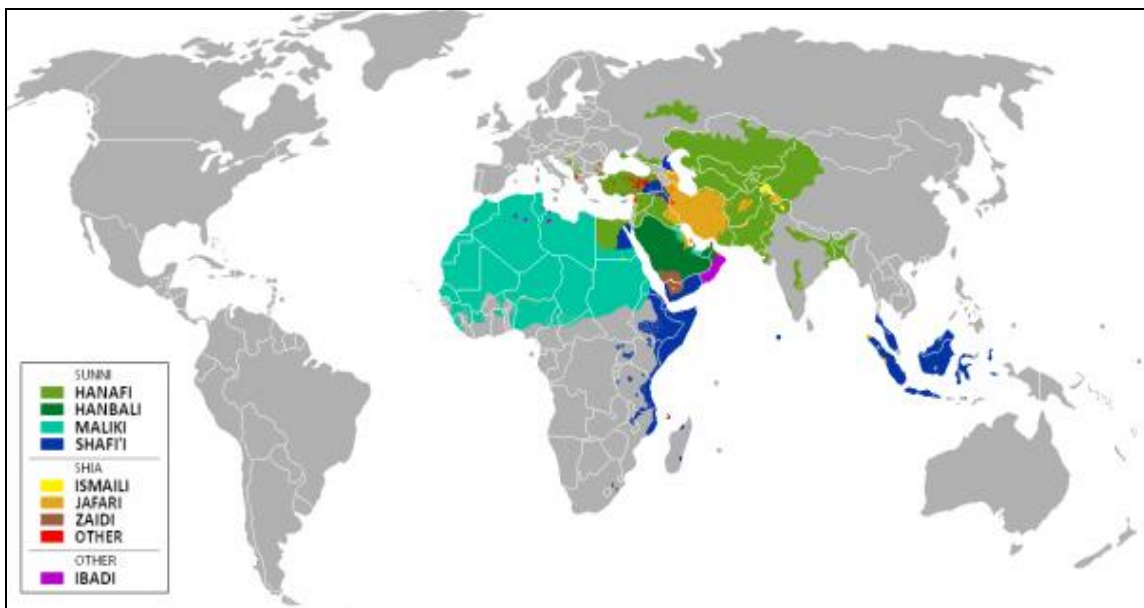 SUNNI
HANAFI
HANBALI
MALIKI
SHAFI'I
SHIA
ISMAILI
JAFARI
ZAIDI
OTHER
OTHER
IBADI